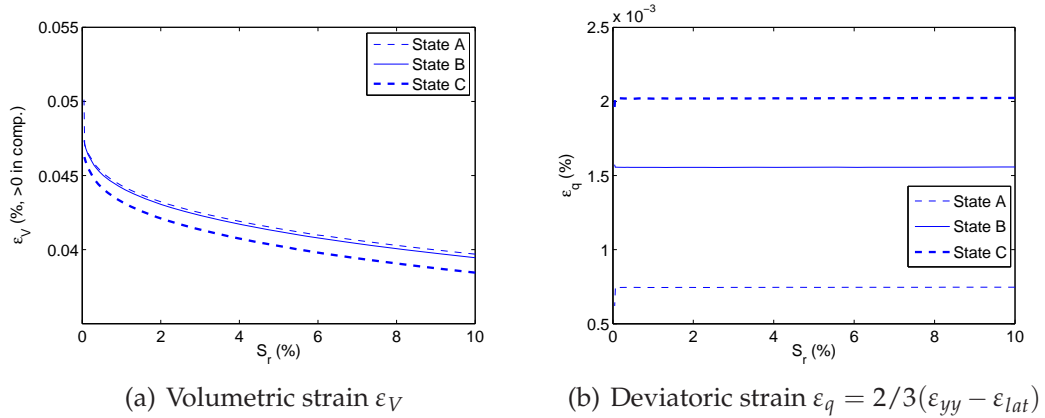 0.055
0.05
0.045
0.04
ε_V (%, >0 in comp.)
0 2 4 6 8 10
S_r (%)
State A
State B
State C
(a) Volumetric strain ε_V
x 10⁻³
2.5
2
1.5
1
0.5
ε_q (%)
0 2 4 6 8 10
S_r (%)
State A
State B
State C
(b) Deviatoric strain ε_q = 2/3(ε_yy − ε_lat)